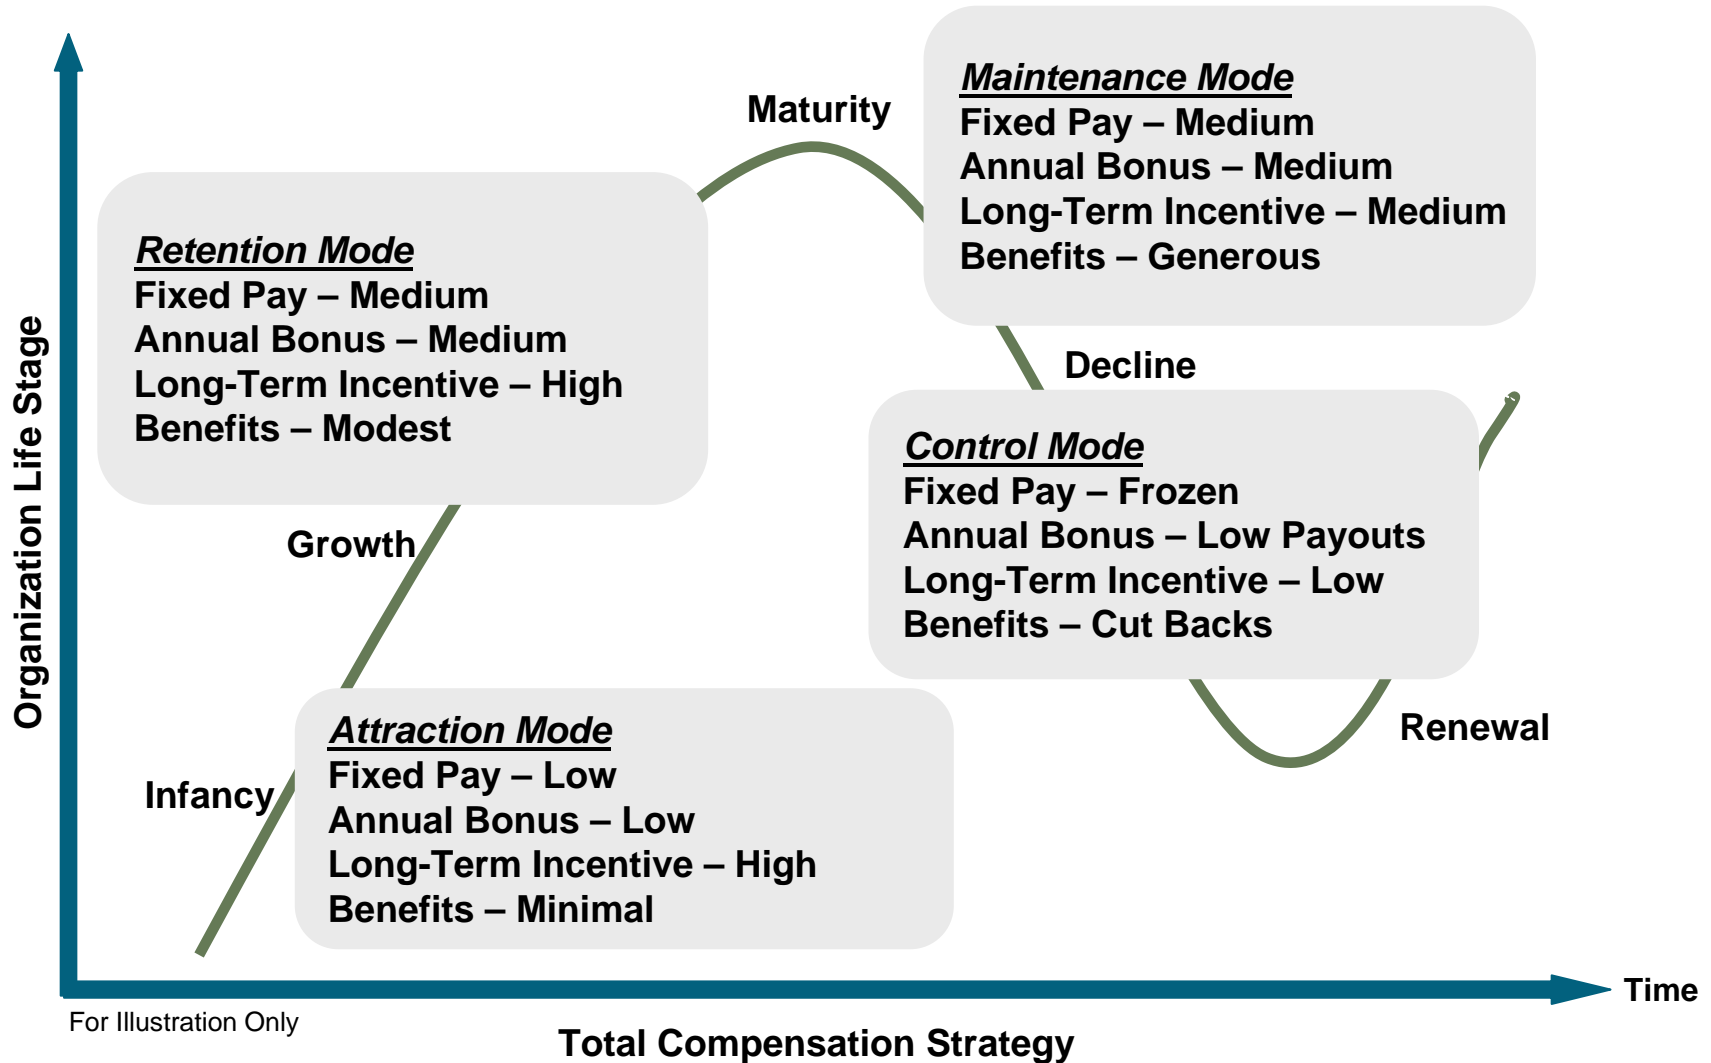 Maintenance Mode
Fixed Pay – Medium
Annual Bonus – Medium
Long-Term Incentive – Medium
Benefits – Generous
Maturity
Retention Mode
Fixed Pay – Medium
Annual Bonus – Medium
Long-Term Incentive – High
Benefits – Modest
Decline
Control Mode
Fixed Pay – Frozen
Annual Bonus – Low Payouts
Long-Term Incentive – Low
Benefits – Cut Backs
Organization Life Stage
Growth
Renewal
Attraction Mode
Fixed Pay – Low
Annual Bonus – Low
Long-Term Incentive – High
Benefits – Minimal
Infancy
Time
For Illustration Only
Total Compensation Strategy